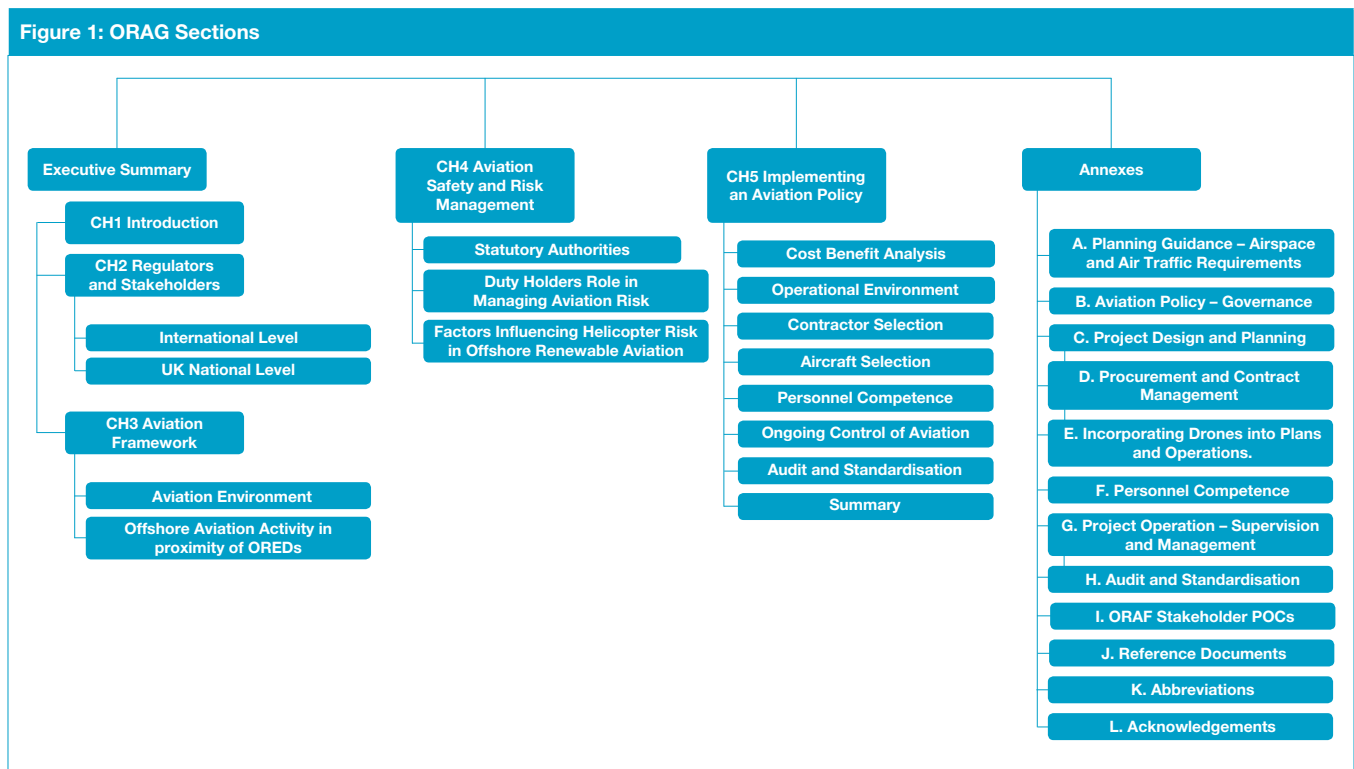 Figure 1: ORAG Sections
Executive Summary
CH1 Introduction
CH2 Regulators
and Stakeholders
International Level
UK National Level
CH3 Aviation
Framework
Aviation Environment
Offshore Aviation Activity in
proximity of OREDs
CH4 Aviation
Safety and Risk
Management
Statutory Authorities
Duty Holders Role in
Managing Aviation Risk
Factors Influencing Helicopter Risk
in Offshore Renewable Aviation
CH5 Implementing
an Aviation Policy
Cost Benefit Analysis
Operational Environment
Contractor Selection
Aircraft Selection
Personnel Competence
Ongoing Control of Aviation
Audit and Standardisation
Summary
Annexes
A. Planning Guidance – Airspace
and Air Traffic Requirements
B. Aviation Policy – Governance
C. Project Design and Planning
D. Procurement and Contract
Management
E. Incorporating Drones into Plans
and Operations.
F. Personnel Competence
G. Project Operation – Supervision
and Management
H. Audit and Standardisation
I. ORAF Stakeholder POCs
J. Reference Documents
K. Abbreviations
L. Acknowledgements